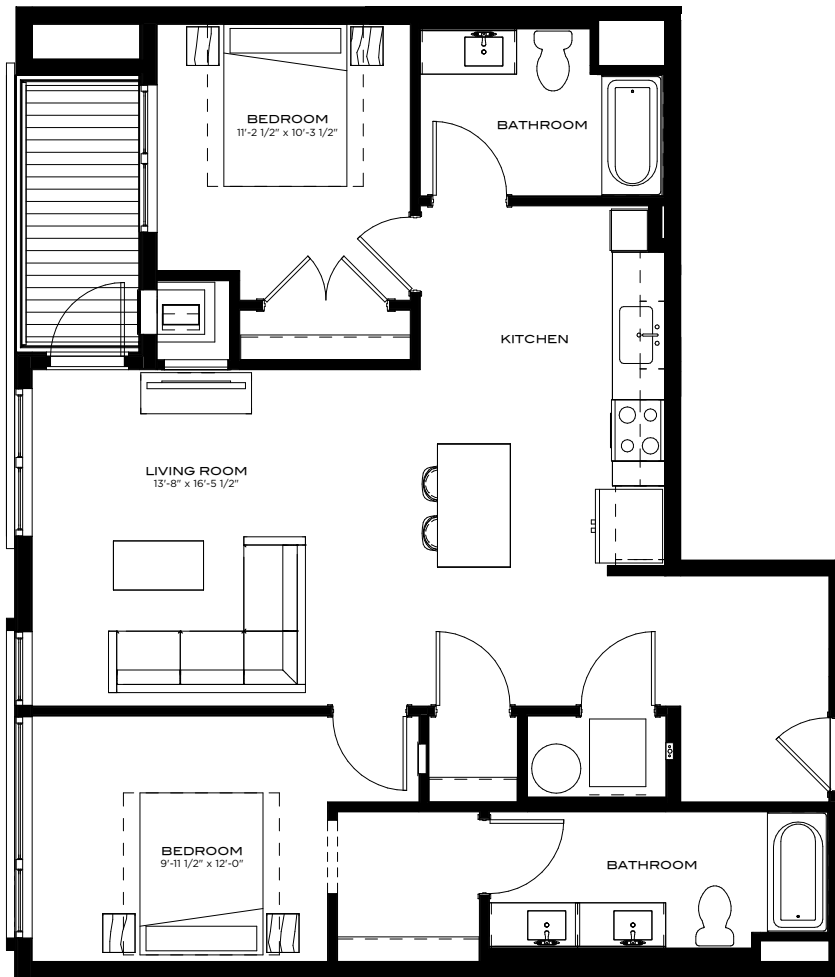 BEDROOM
11'-2 1/2" x 10'-3 1/2"
BATHROOM
KITCHEN
LIVING ROOM
13'-8" x 16'-5 1/2"
BEDROOM
9'-11 1/2" x 12'-0"
BATHROOM